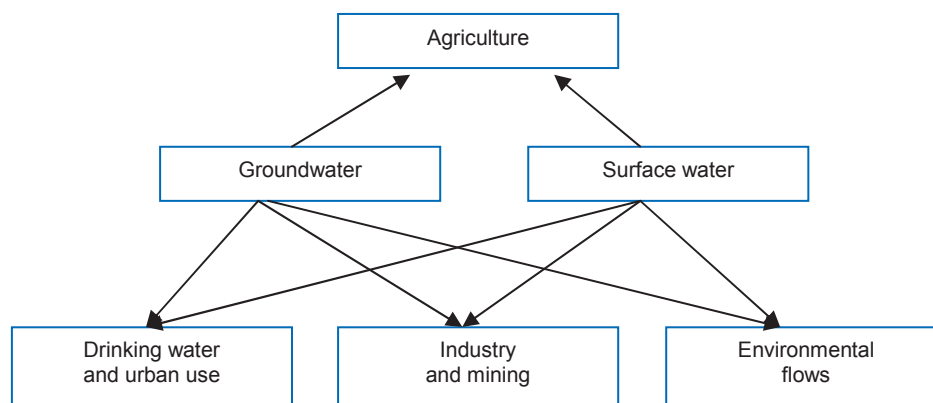 Agriculture
Groundwater
Surface water
Drinking water
and urban use
Industry
and mining
Environmental
flows